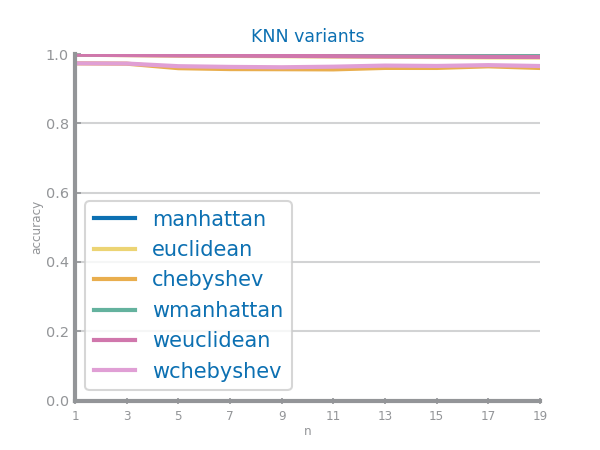 KNN variants
1.0
0.8
0.6
0.4
0.2
0.0
accuracy
manhattan
euclidean
chebyshev
wmanhattan
weuclidean
wchebyshev
1 3 5 7 9 11 13 15 17 19
n